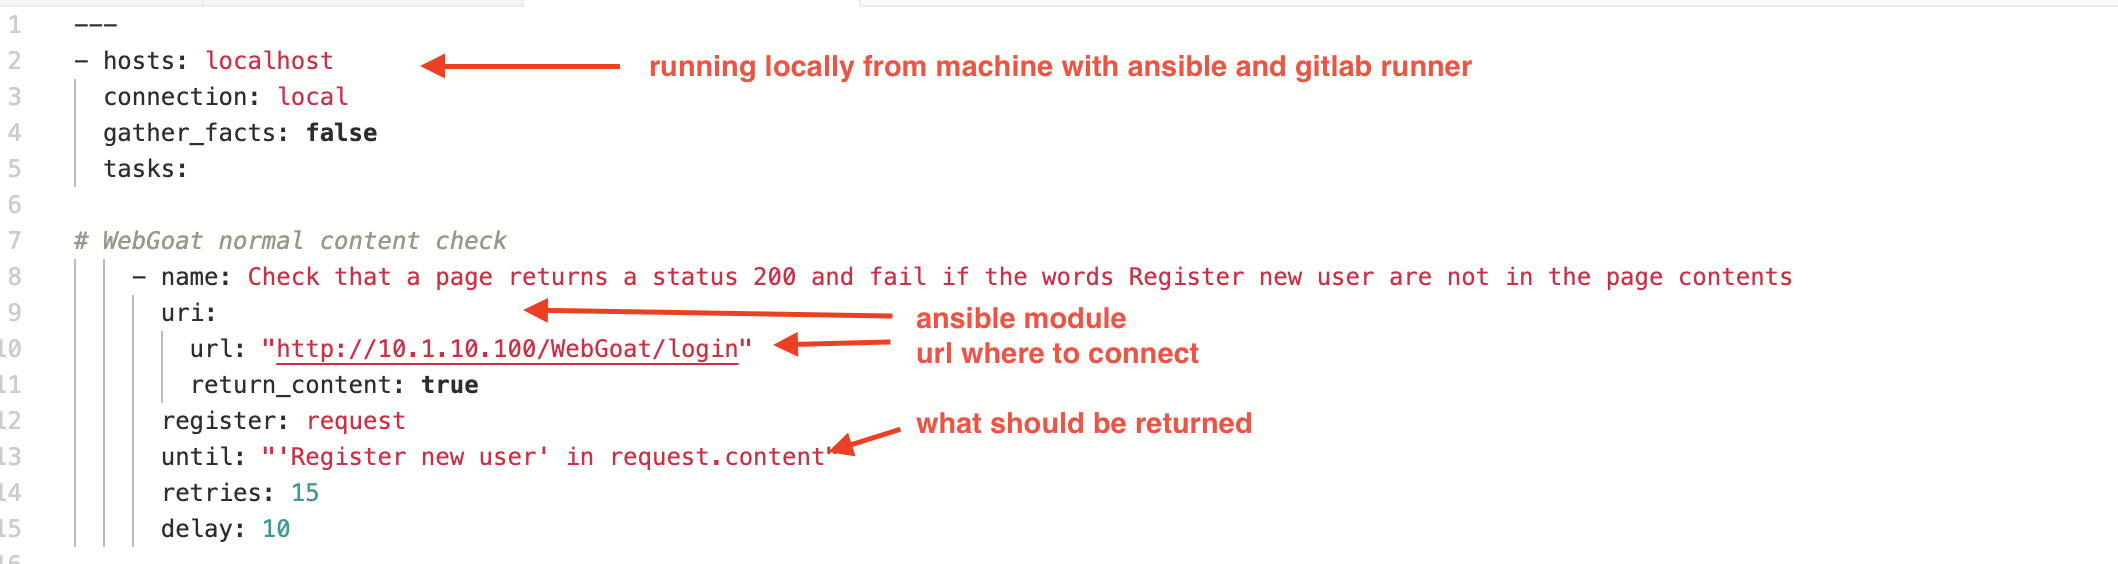 1 ---
2 - hosts: localhost running locally from machine with ansible and gitlab runner
3 connection: local
4 gather_facts: false
5 tasks:
6
7 # WebGoat normal content check
8 - name: Check that a page returns a status 200 and fail if the words Register new user are not in the page contents
9 uri: ansible module
10 url: "http://10.1.10.100/WebGoat/login" url where to connect
11 return_content: true
12 register: request what should be returned
13 until: "'Register new user' in request.content"
14 retries: 15
15 delay: 10
16